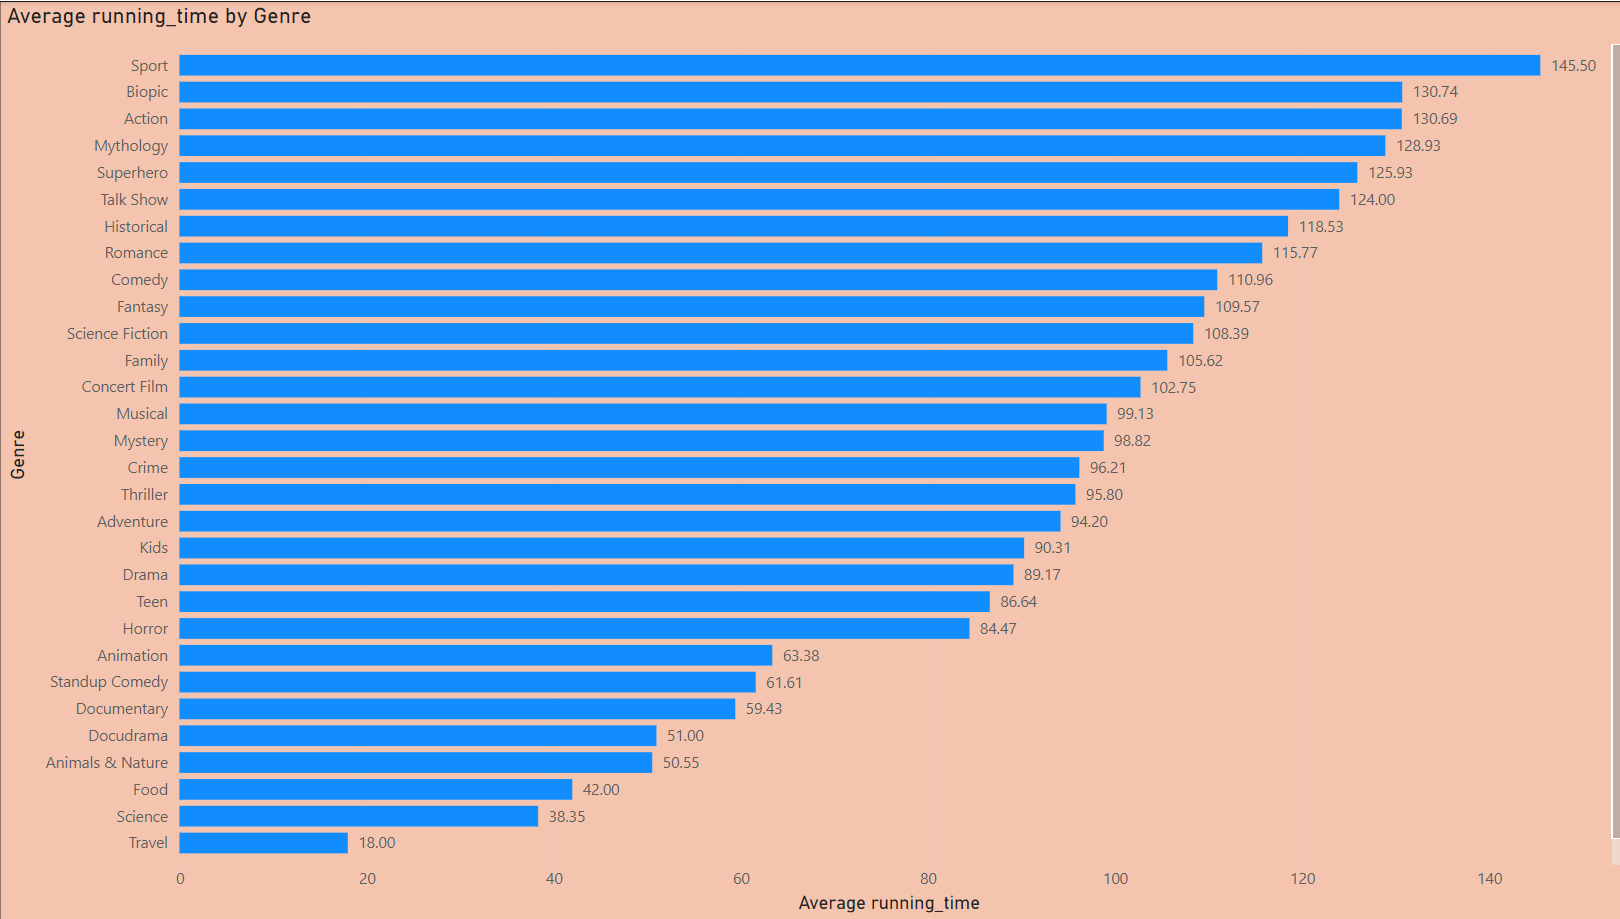 Average running_time by Genre
Sport 145.50
Biopic 130.74
Action 130.69
Mythology 128.93
Superhero 125.93
Talk Show 124.00
Historical 118.53
Romance 115.77
Comedy 110.96
Fantasy 109.57
Science Fiction 108.39
Family 105.62
Concert Film 102.75
Musical 99.13
Mystery 98.82
Crime 96.21
Thriller 95.80
Adventure 94.20
Kids 90.31
Drama 89.17
Teen 86.64
Horror 84.47
Animation 63.38
Standup Comedy 61.61
Documentary 59.43
Docudrama 51.00
Animals & Nature 50.55
Food 42.00
Science 38.35
Travel 18.00
Genre
0 20 40 60 80 100 120 140
Average running_time